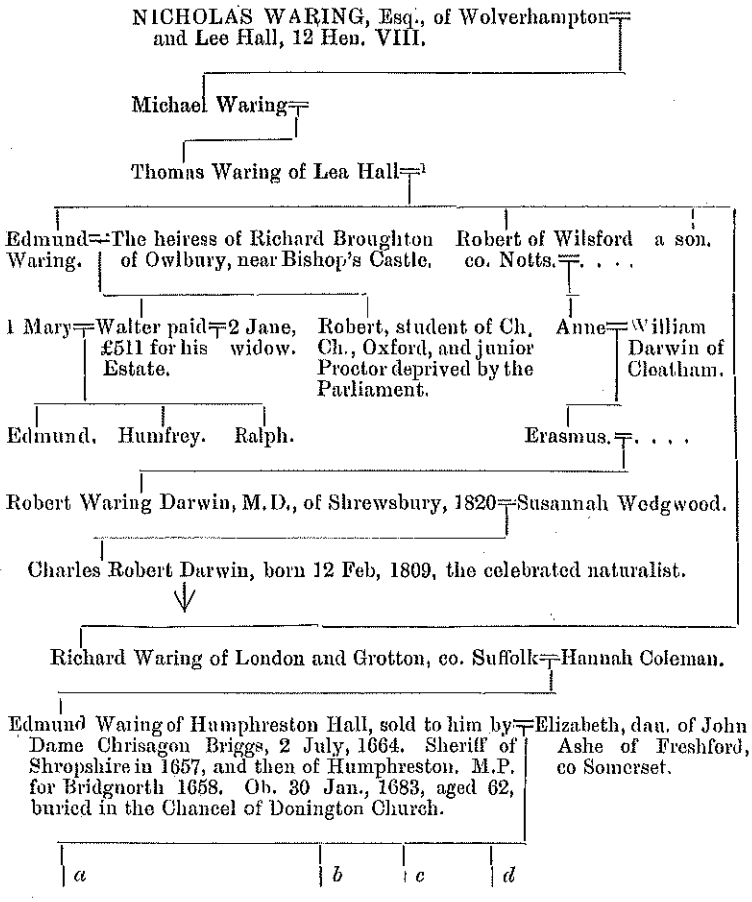 NICHOLAS WARING, Esq., of Wolverhampton
and Lee Hall, 12 Hen. VIII.
Michael Waring
Thomas Waring of Lea Hall 1
Edmund Waring.
The heiress of Richard Broughton
of Owlbury, near Bishop's Castle.
Robert of Wilsford
co. Notts. . . . .
a son.
1 Mary
Walter paid
£511 for his
Estate.
2 Jane,
widow.
Robert, student of Ch.
Ch., Oxford, and junior
Proctor deprived by the
Parliament.
Anne
William
Darwin of
Cleatham.
Edmund. Humfrey. Ralph.
Erasmus. . . . .
Robert Waring Darwin, M.D., of Shrewsbury, 1820 Susannah Wedgwood.
Charles Robert Darwin, born 12 Feb, 1809, the celebrated naturalist.
Richard Waring of London and Grotton, co. Suffolk Hannah Coleman.
Edmund Waring of Humphreston Hall, sold to him by
Dame Chrisagon Briggs, 2 July, 1664. Sheriff of
Shropshire in 1657, and then of Humphreston. M.P.
for Bridgnorth 1658. Ob. 30 Jan., 1683, aged 62,
buried in the Chancel of Donington Church.
Elizabeth, dau. of John
Ashe of Freshford,
co Somerset.
a b c d